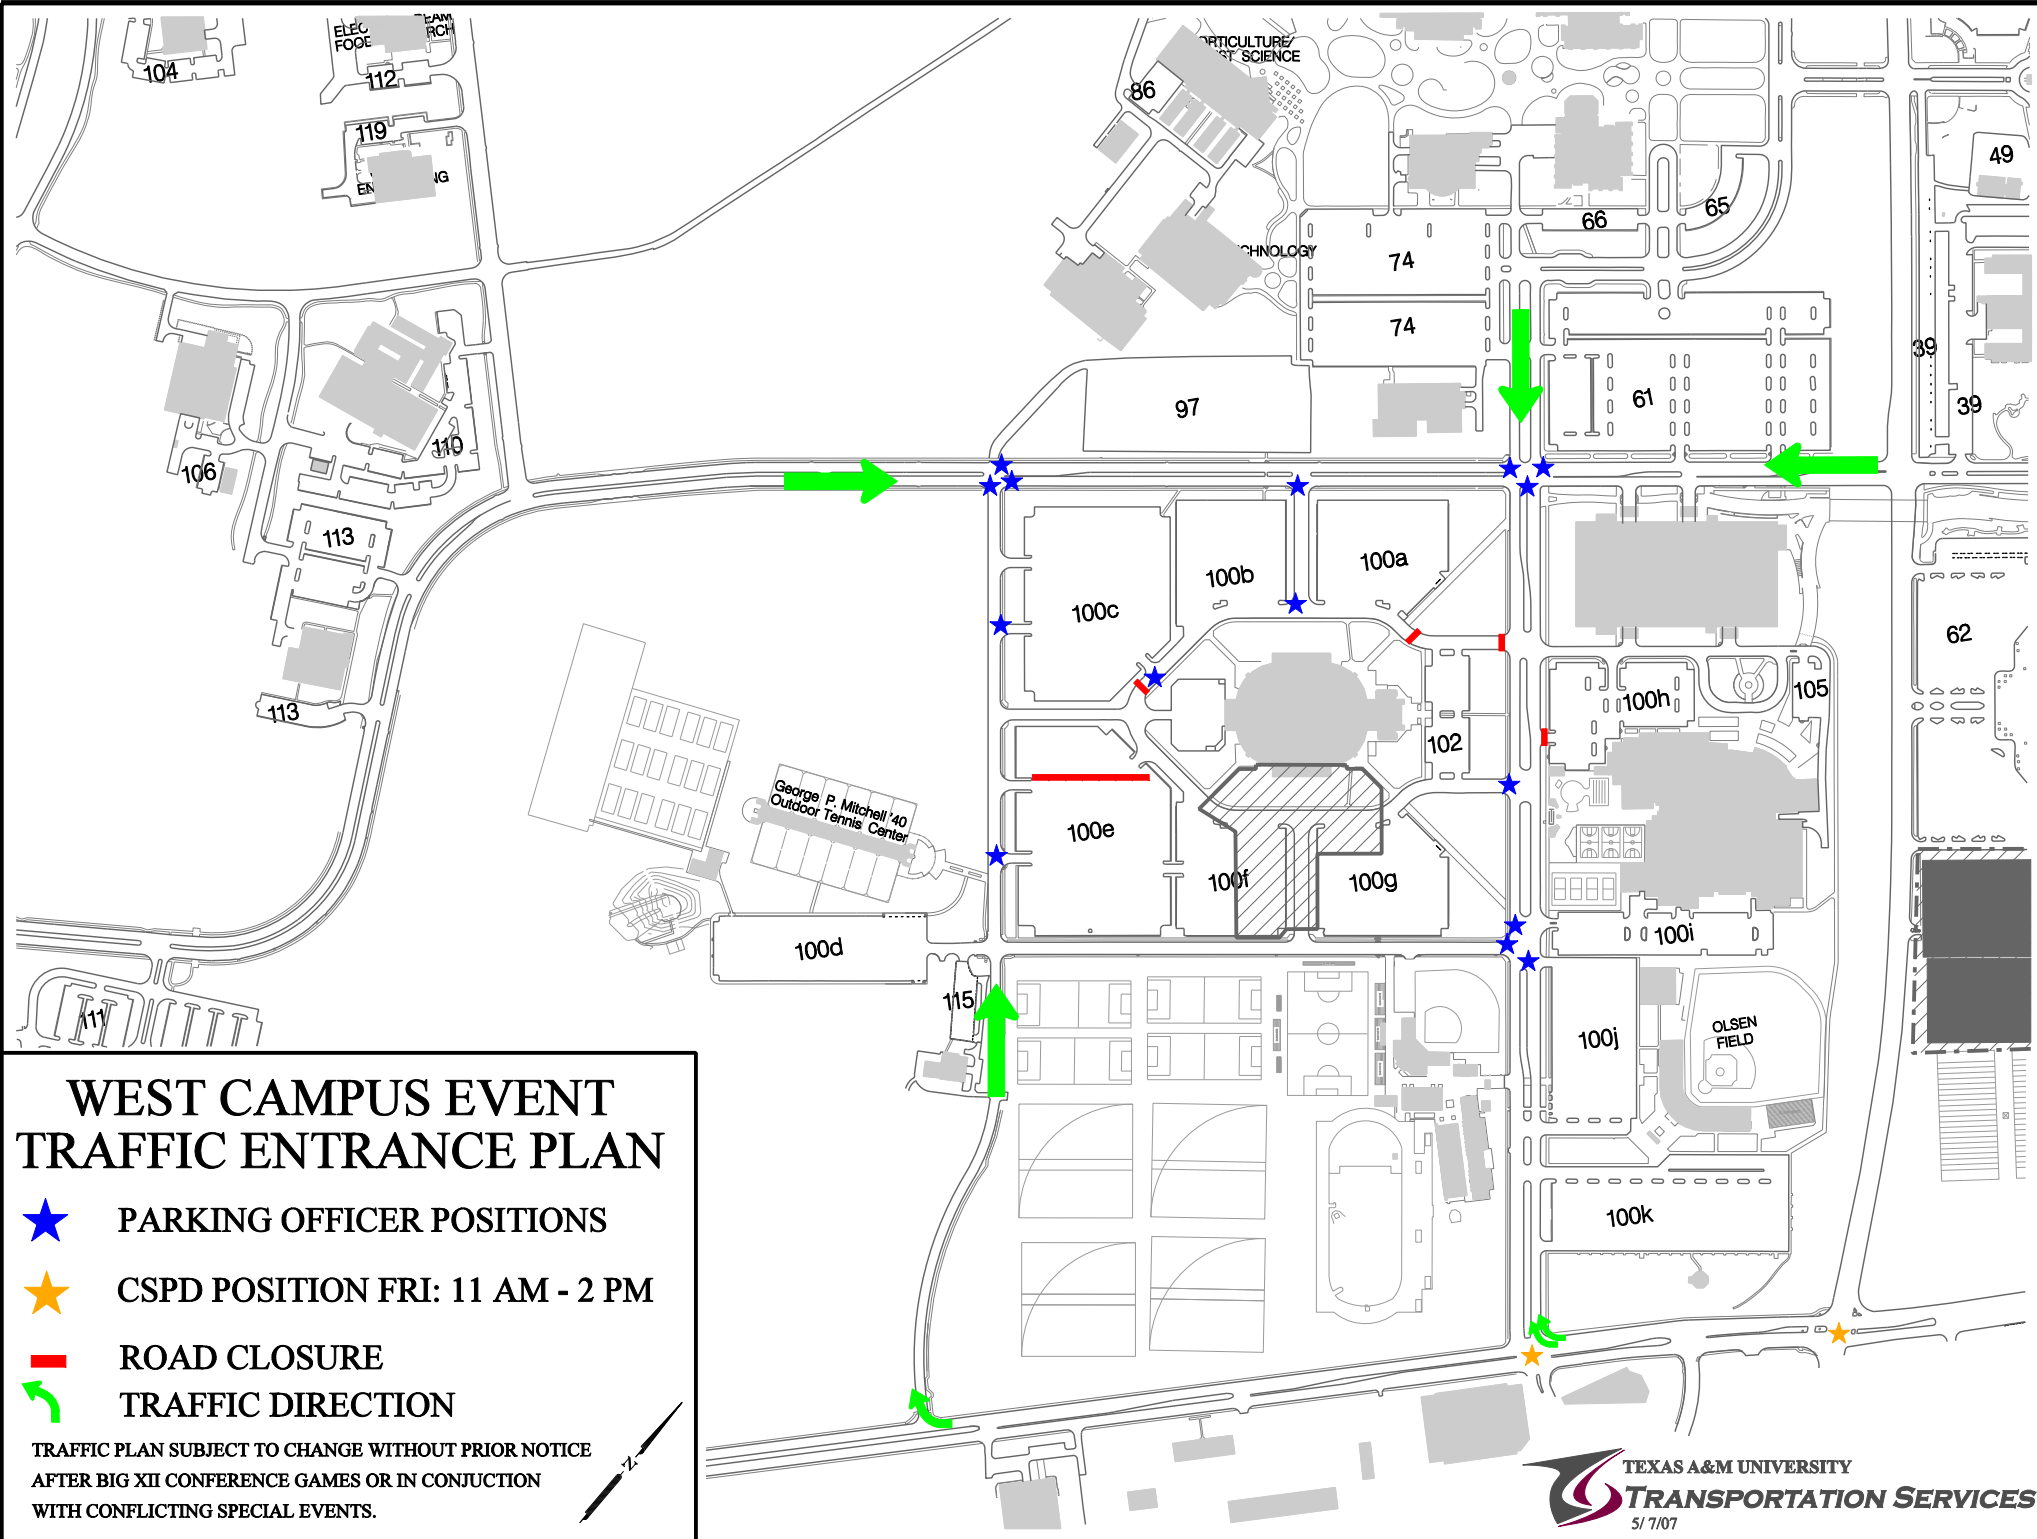 104
112
119
86
ORTICULTURE/
ST SCIENCE
CHNOLOGY
49
66
65
74
74
39
39
61
97
110
106
113
113
100a
100b
100c
62
100h
105
102
George P. Mitchell '40
Outdoor Tennis Center
100e
100f
100g
100d
100i
115
111
100j
OLSEN
FIELD
100k
WEST CAMPUS EVENT
TRAFFIC ENTRANCE PLAN
PARKING OFFICER POSITIONS
CSPD POSITION FRI: 11 AM - 2 PM
ROAD CLOSURE
TRAFFIC DIRECTION
TRAFFIC PLAN SUBJECT TO CHANGE WITHOUT PRIOR NOTICE
AFTER BIG XII CONFERENCE GAMES OR IN CONJUCTION
WITH CONFLICTING SPECIAL EVENTS.
N
TEXAS A&M UNIVERSITY
TRANSPORTATION SERVICES
5/ 7/07